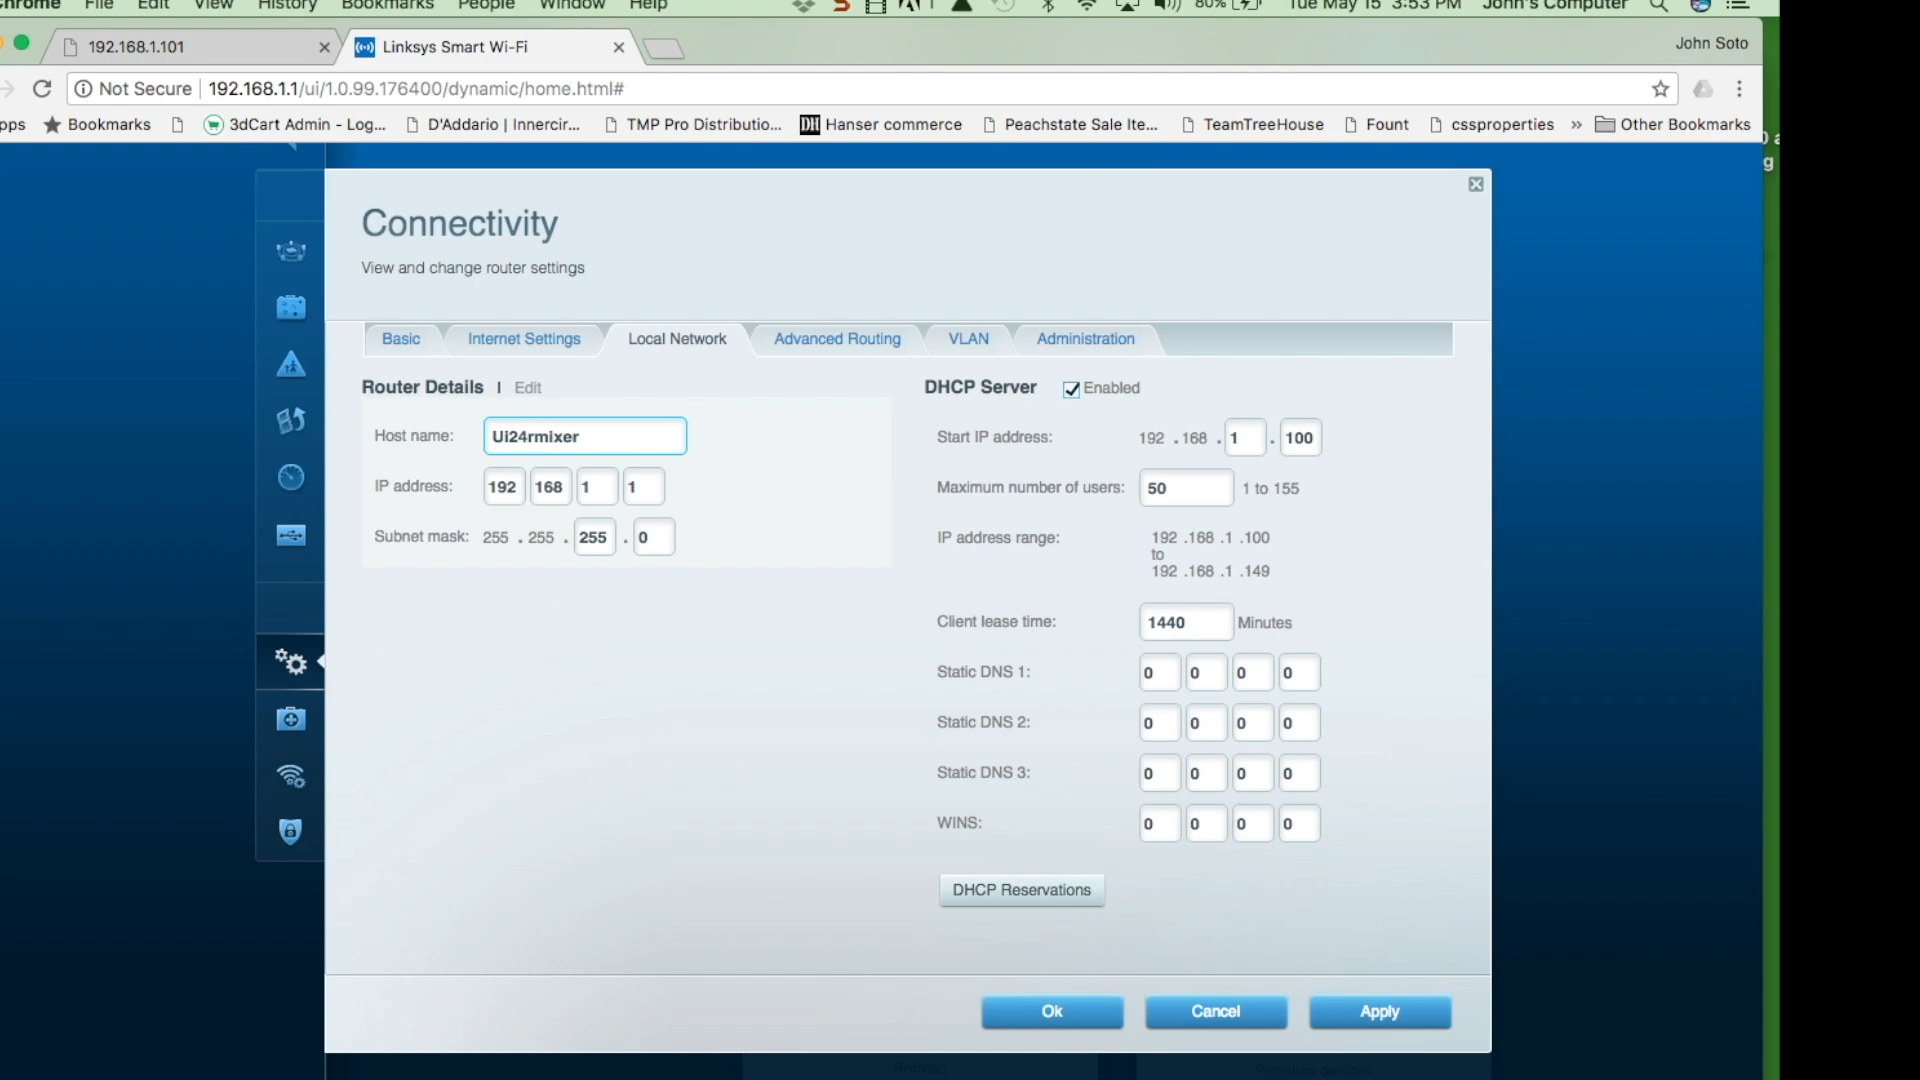 Chrome File Edit View History Bookmarks People Window Help 80% Tue May 15 3:53 PM John's Computer
192.168.1.101 Linksys Smart Wi-Fi John Soto
Not Secure 192.168.1.1/ui/1.0.99.176400/dynamic/home.html#
pps Bookmarks 3dCart Admin - Log... D'Addario | Innercir... TMP Pro Distributio... DH Hanser commerce Peachstate Sale Ite... TeamTreeHouse Fount cssproperties » Other Bookmarks
Connectivity
View and change router settings
Basic Internet Settings Local Network Advanced Routing VLAN Administration
Router Details | Edit
Host name: Ui24rmixer
IP address: 192 168 1 1
Subnet mask: 255 . 255 . 255 . 0
DHCP Server Enabled
Start IP address: 192 .168 . 1 . 100
Maximum number of users: 50 1 to 155
IP address range: 192 .168 .1 .100
to
192 .168 .1 .149
Client lease time: 1440 Minutes
Static DNS 1: 0 0 0 0
Static DNS 2: 0 0 0 0
Static DNS 3: 0 0 0 0
WINS: 0 0 0 0
DHCP Reservations
Ok Cancel Apply